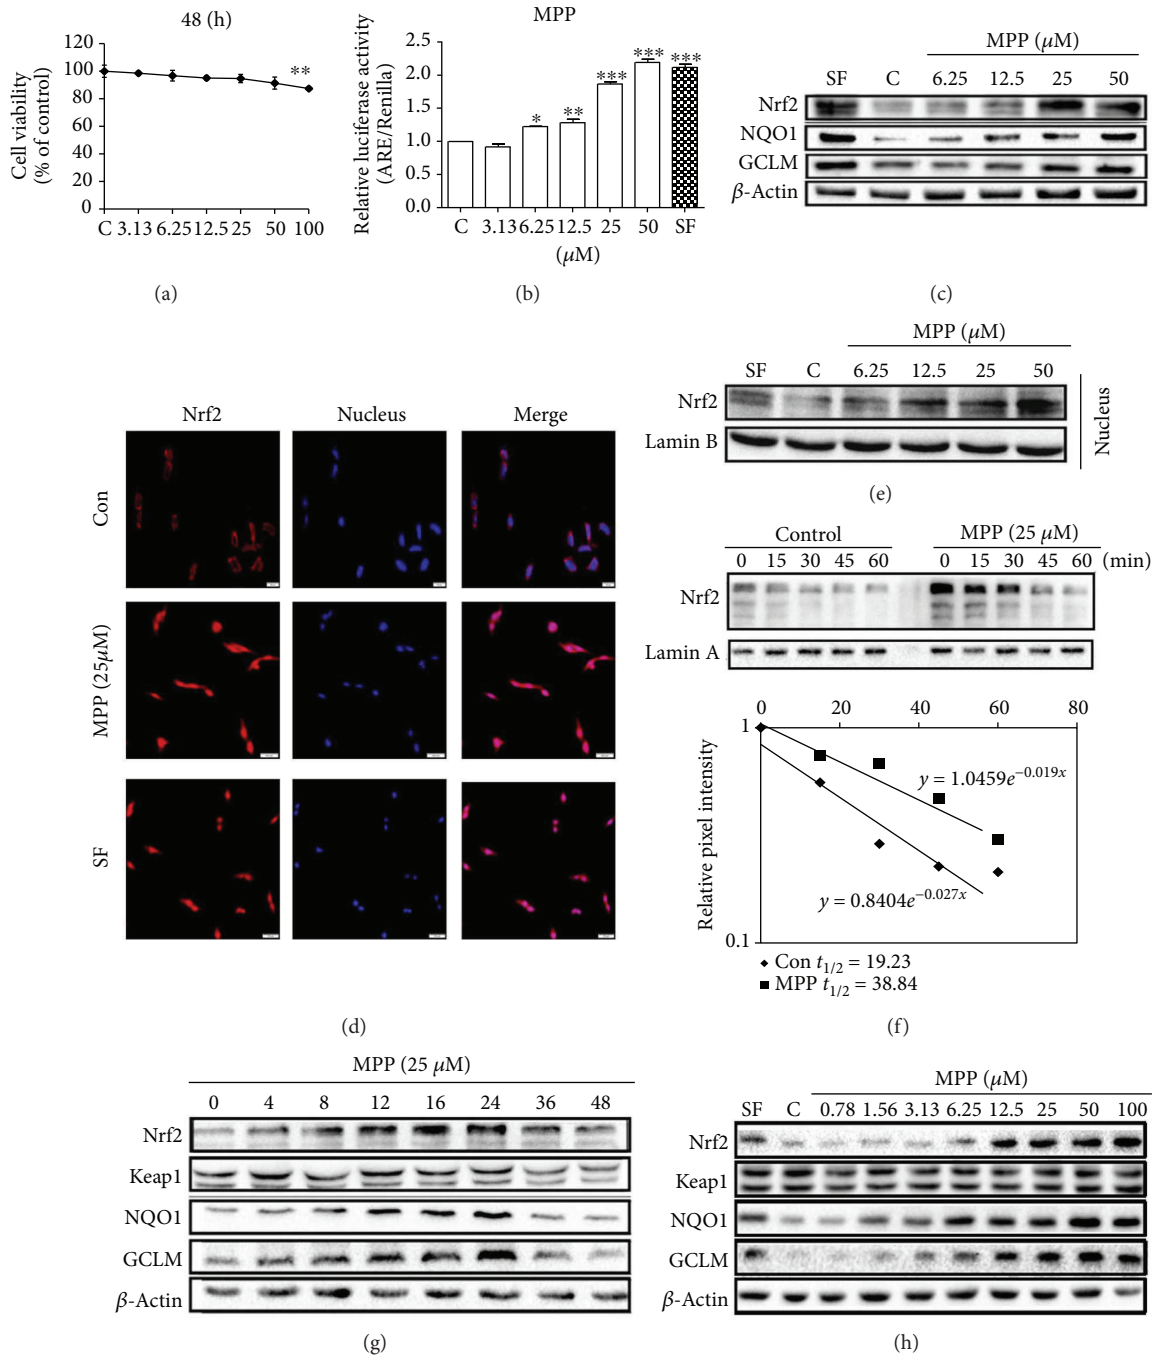 48 (h)
Cell viability
(% of control)
120
100
80
60
40
20
0
**
C 3.13 6.25 12.5 25 50 100
(a)
MPP
Relative luciferase activity
(ARE/Renilla)
2.5
2.0
1.5
1.0
0.5
0.0
* ** *** *** ***
C 3.13 6.25 12.5 25 50 SF
(μM)
(b)
MPP (μM)
SF C 6.25 12.5 25 50
Nrf2
NQO1
GCLM
β-Actin
(c)
Nrf2 Nucleus Merge
Con
MPP (25μM)
SF
(d)
MPP (μM)
SF C 6.25 12.5 25 50
Nrf2
Lamin B
Nucleus
(e)
Control MPP (25 μM)
0 15 30 45 60 0 15 30 45 60 (min)
Nrf2
Lamin A
0 20 40 60 80
1
0.1
Relative pixel intensity
y = 1.0459e−0.019x
y = 0.8404e−0.027x
Con t1/2 = 19.23
MPP t1/2 = 38.84
(f)
MPP (25 μM)
0 4 8 12 16 24 36 48
Nrf2
Keap1
NQO1
GCLM
β-Actin
(g)
MPP (μM)
SF C 0.78 1.56 3.13 6.25 12.5 25 50 100
Nrf2
Keap1
NQO1
GCLM
β-Actin
(h)